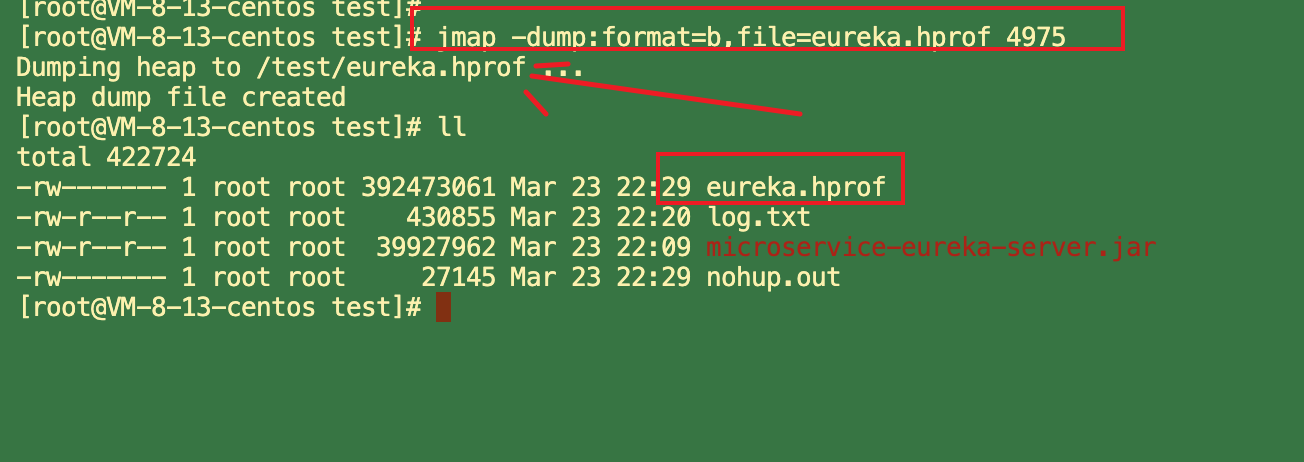 [root@VM-8-13-centos test]#
[root@VM-8-13-centos test]# jmap -dump:format=b,file=eureka.hprof 4975
Dumping heap to /test/eureka.hprof ...
Heap dump file created
[root@VM-8-13-centos test]# ll
total 422724
-rw------- 1 root root 392473061 Mar 23 22:29 eureka.hprof
-rw-r--r-- 1 root root    430855 Mar 23 22:20 log.txt
-rw-r--r-- 1 root root  39927962 Mar 23 22:09 microservice-eureka-server.jar
-rw------- 1 root root     27145 Mar 23 22:29 nohup.out
[root@VM-8-13-centos test]#